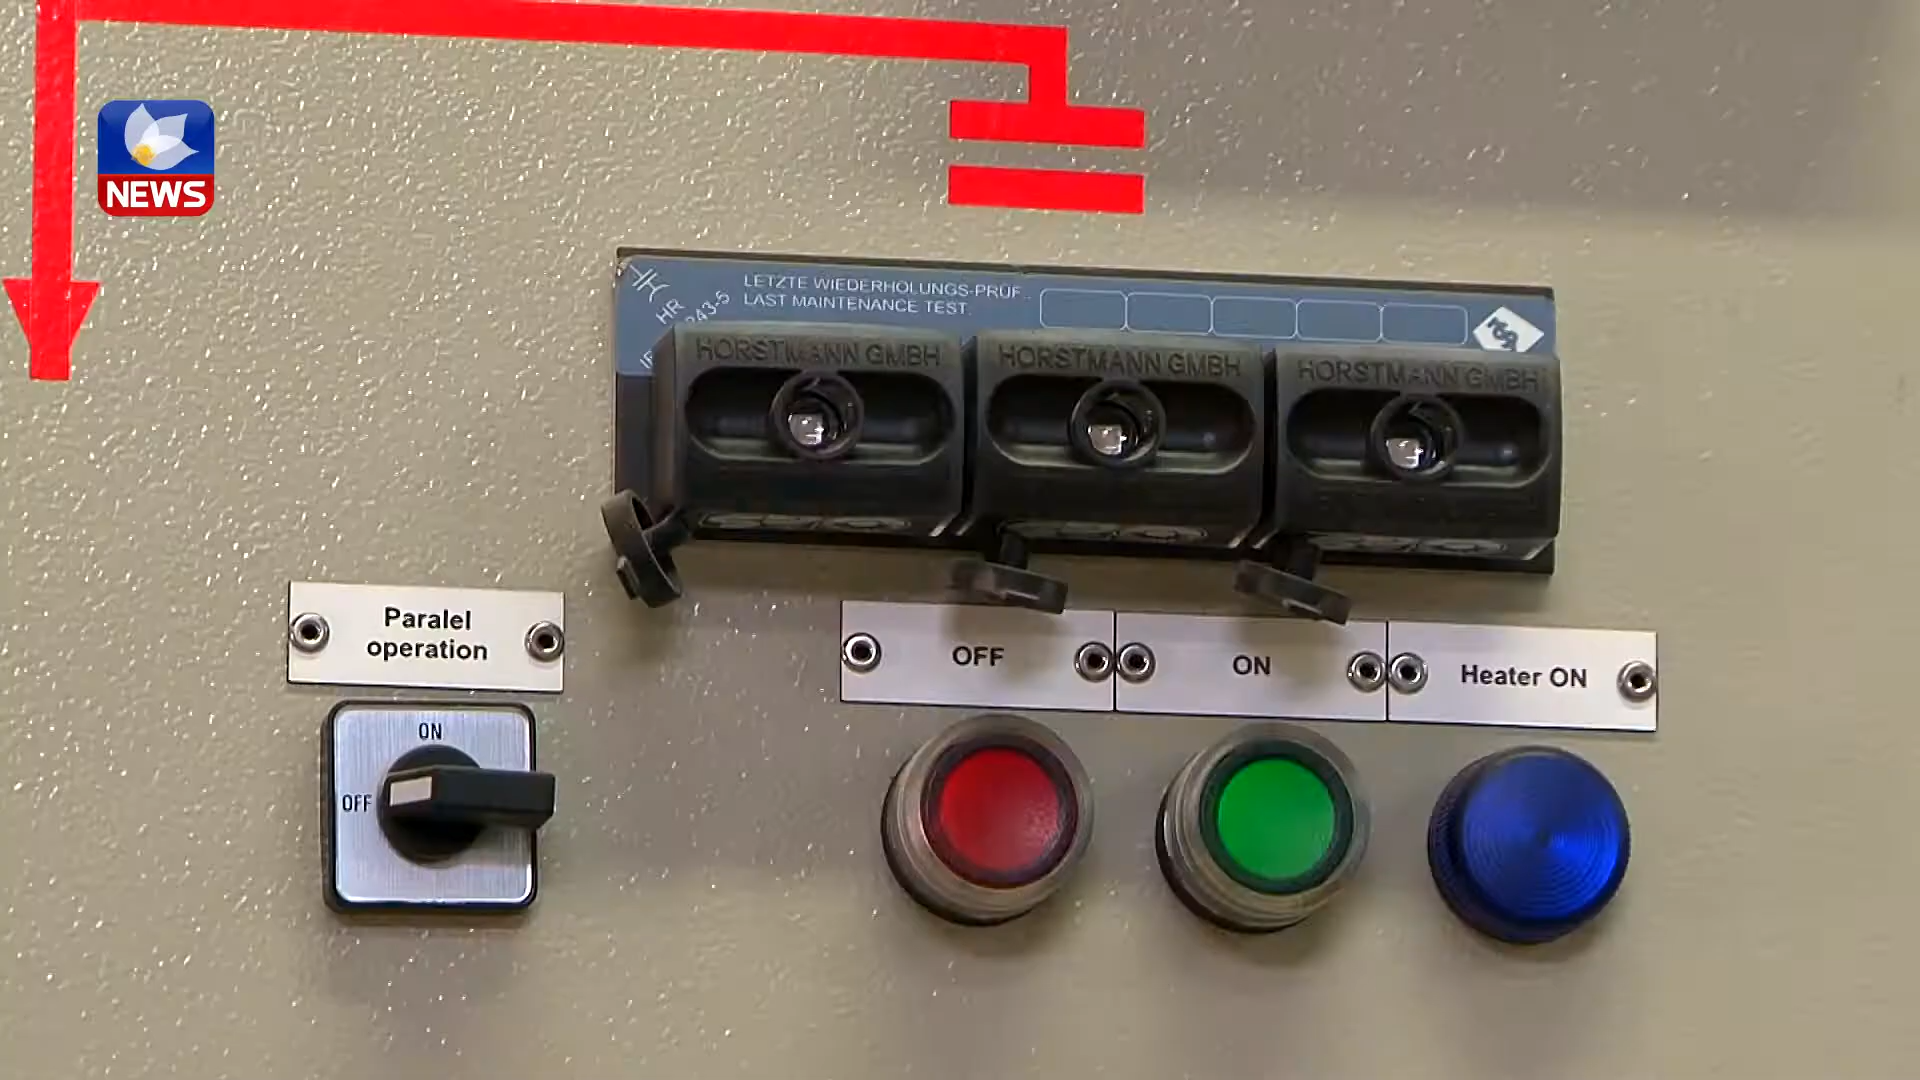 NEWS
LETZTE WIEDERHOLUNGS-PRÜF.
LAST MAINTENANCE TEST.
HR
HORSTMANN GMBH
HORSTMANN GMBH
HORSTMANN GMBH
Paralel
operation
OFF
ON
Heater ON
ON
OFF